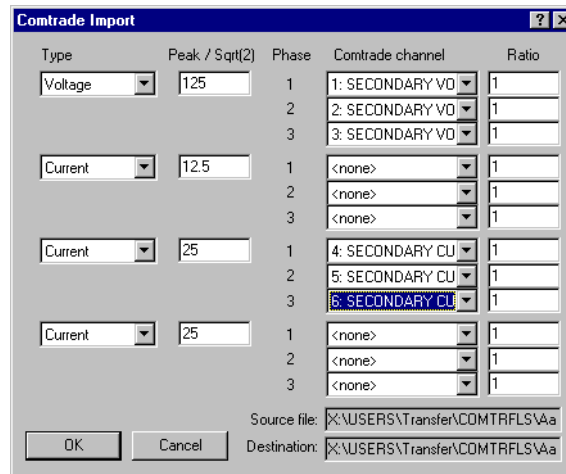 Comtrade Import
Type Peak / Sqrt(2) Phase Comtrade channel Ratio
Voltage 125 1 1: SECONDARY VO 1
2 2: SECONDARY VO 1
3 3: SECONDARY VO 1
Current 12.5 1 <none> 1
2 <none> 1
3 <none> 1
Current 25 1 4: SECONDARY CU 1
2 5: SECONDARY CU 1
3 6: SECONDARY CU 1
Current 25 1 <none> 1
2 <none> 1
3 <none> 1
Source file: X:\USERS\Transfer\COMTRFLS\Aa
OK Cancel Destination: X:\USERS\Transfer\COMTRFLS\Aa